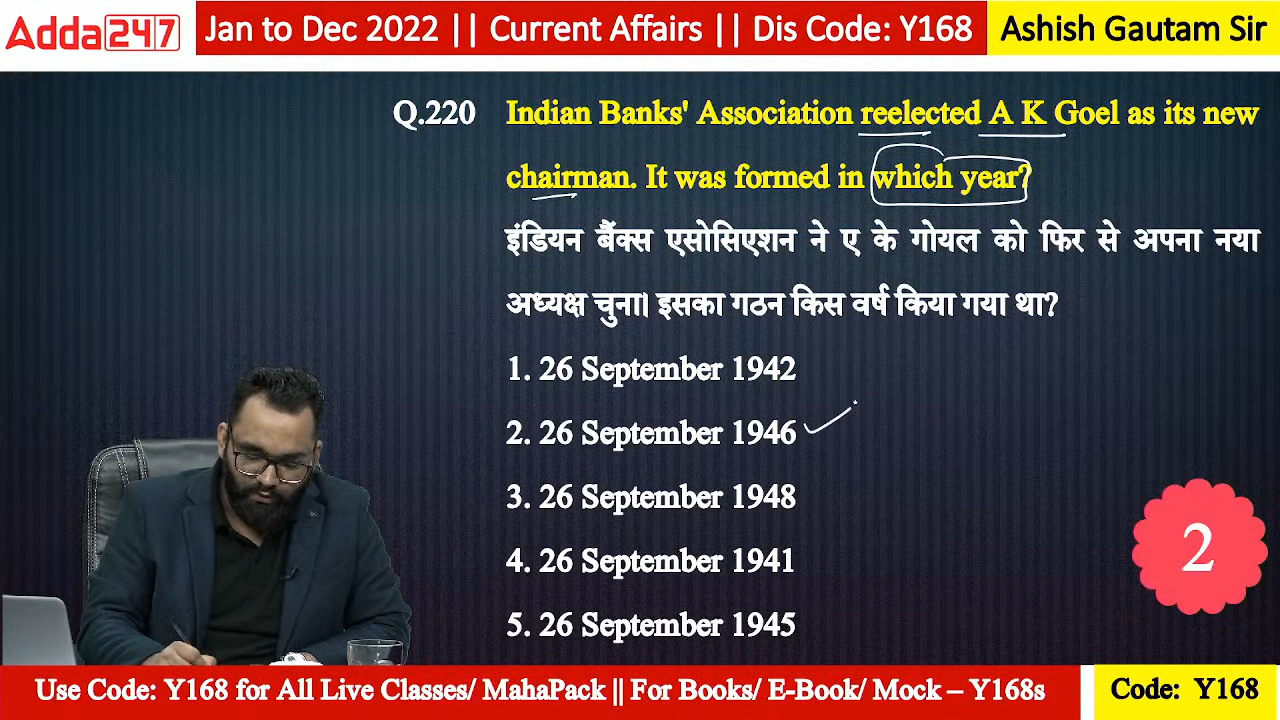 Adda247 Jan to Dec 2022 || Current Affairs || Dis Code: Y168 Ashish Gautam Sir
Q.220 Indian Banks' Association reelected A K Goel as its new
chairman. It was formed in which year?
इंडियन बैंक्स एसोसिएशन ने ए के गोयल को फिर से अपना नया
अध्यक्ष चुना। इसका गठन किस वर्ष किया गया था?
1. 26 September 1942
2. 26 September 1946
3. 26 September 1948
4. 26 September 1941
5. 26 September 1945
2
Use Code: Y168 for All Live Classes/ MahaPack || For Books/ E-Book/ Mock – Y168s Code: Y168